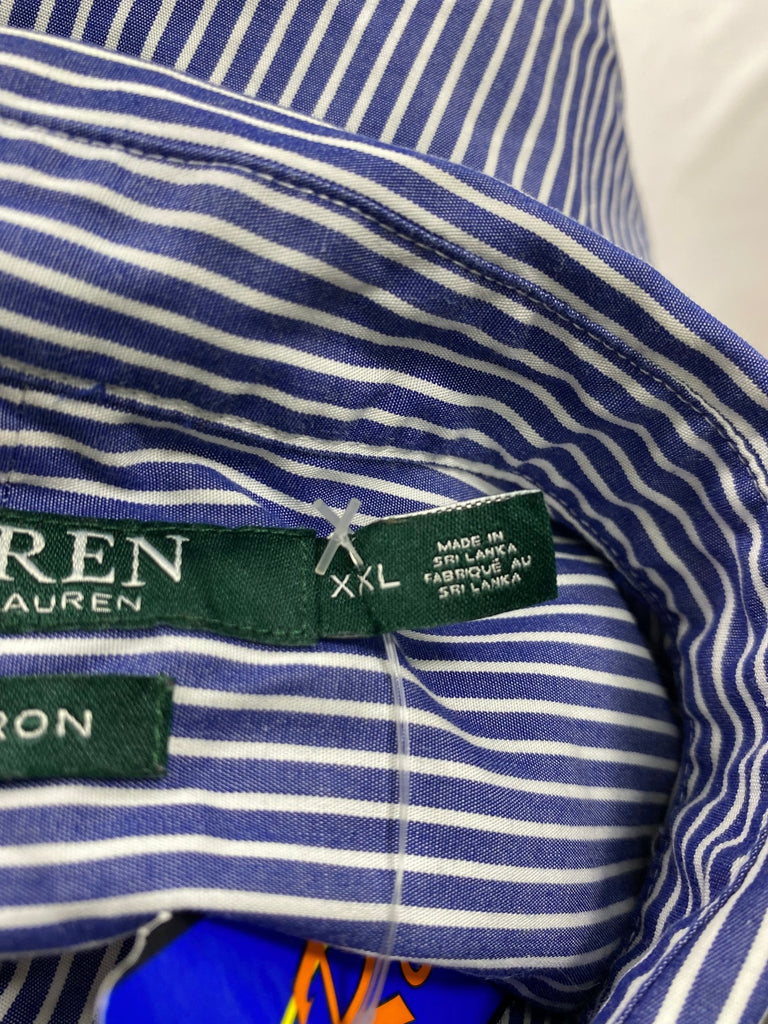 REN
AUREN
XXL
MADE IN
SRI LANKA
FABRIQUÉ AU
SRI LANKA
RON